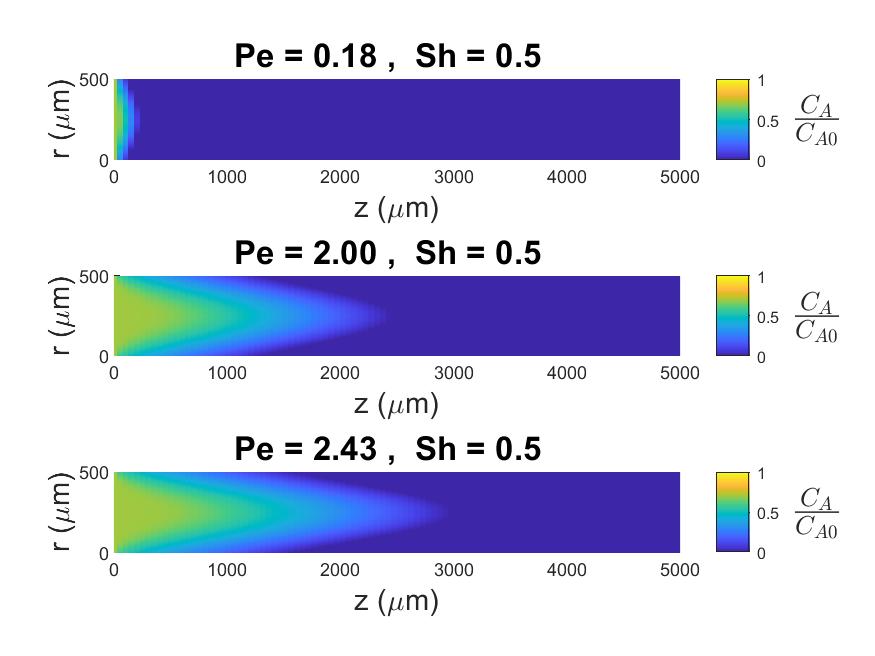 Pe = 0.18 , Sh = 0.5
r (μm)
500
0
0 1000 2000 3000 4000 5000
z (μm)
1
0.5
0
C_A
C_A0
Pe = 2.00 , Sh = 0.5
r (μm)
500
0
0 1000 2000 3000 4000 5000
z (μm)
1
0.5
0
C_A
C_A0
Pe = 2.43 , Sh = 0.5
r (μm)
500
0
0 1000 2000 3000 4000 5000
z (μm)
1
0.5
0
C_A
C_A0